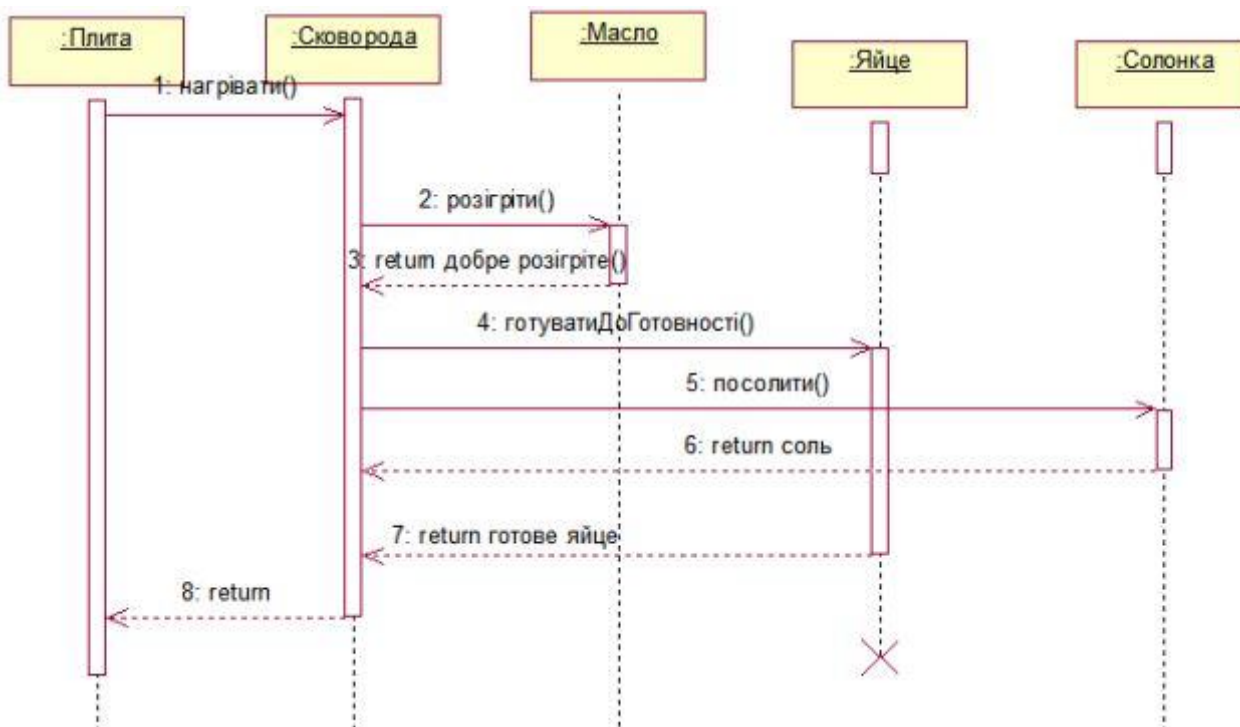 :Плита
:Сковорода
:Масло
:Яйце
:Солонка
1: нагрівати()
2: розігріти()
3: return добре розігріте()
4: готуватиДоГотовності()
5: посолити()
6: return соль
7: return готове яйце
8: return